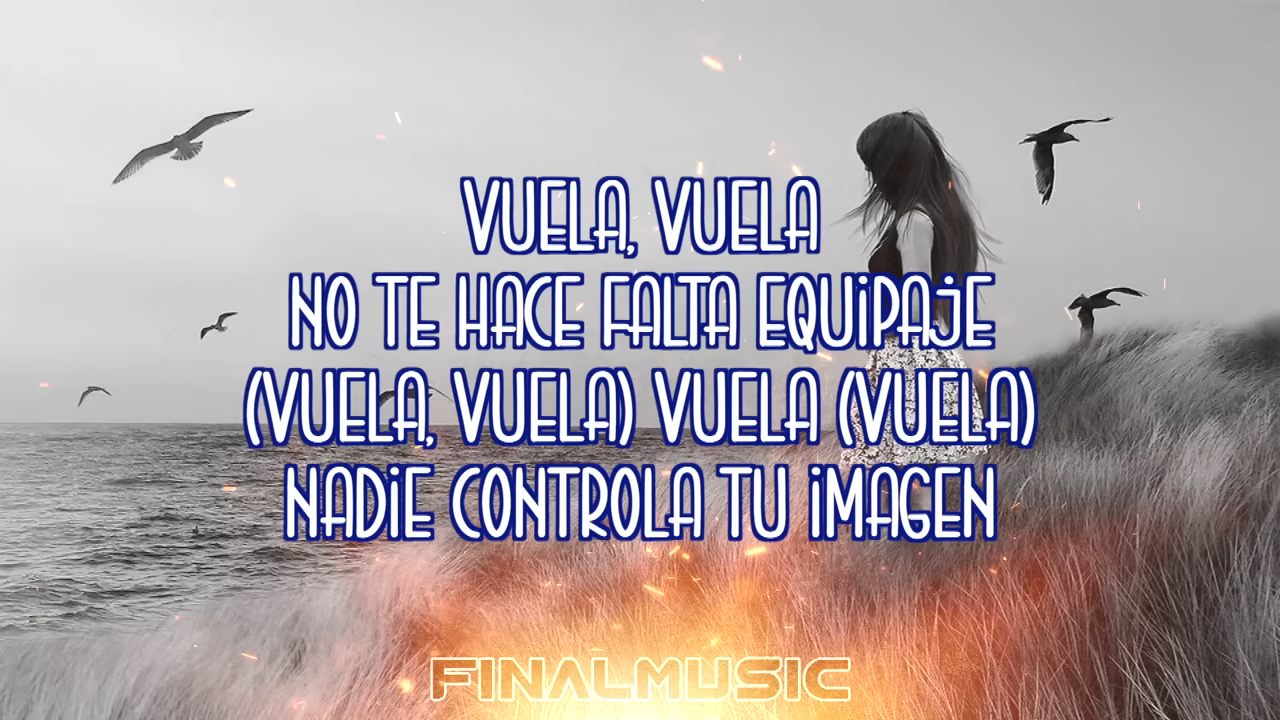 VUELA, VUELA
NO TE HACE FALTA EQUiPAjE
(VUELA, VUELA) VUELA (VUELA)
NADiE CONTROLA TU iMAGEN
FINALMUSIC